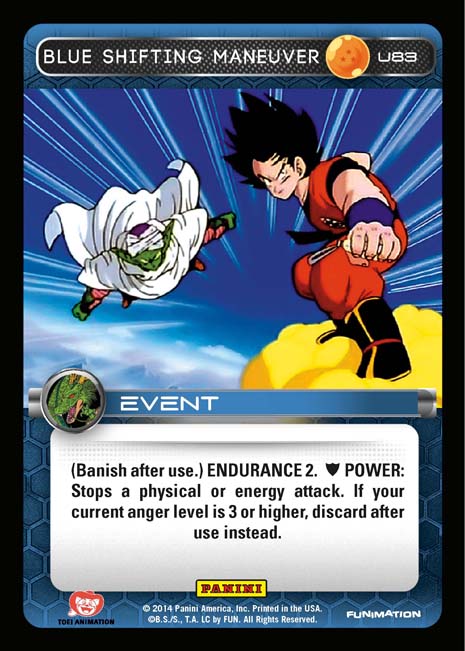 BLUE SHIFTING MANEUVER U83
EVENT
(Banish after use.) ENDURANCE 2. POWER:
Stops a physical or energy attack. If your
current anger level is 3 or higher, discard after
use instead.
PANINI
© 2014 Panini America, Inc. Printed in the USA.
©B.S./S., T.A. LC by FUN. All Rights Reserved.
TOEI ANIMATION
FUNIMATION